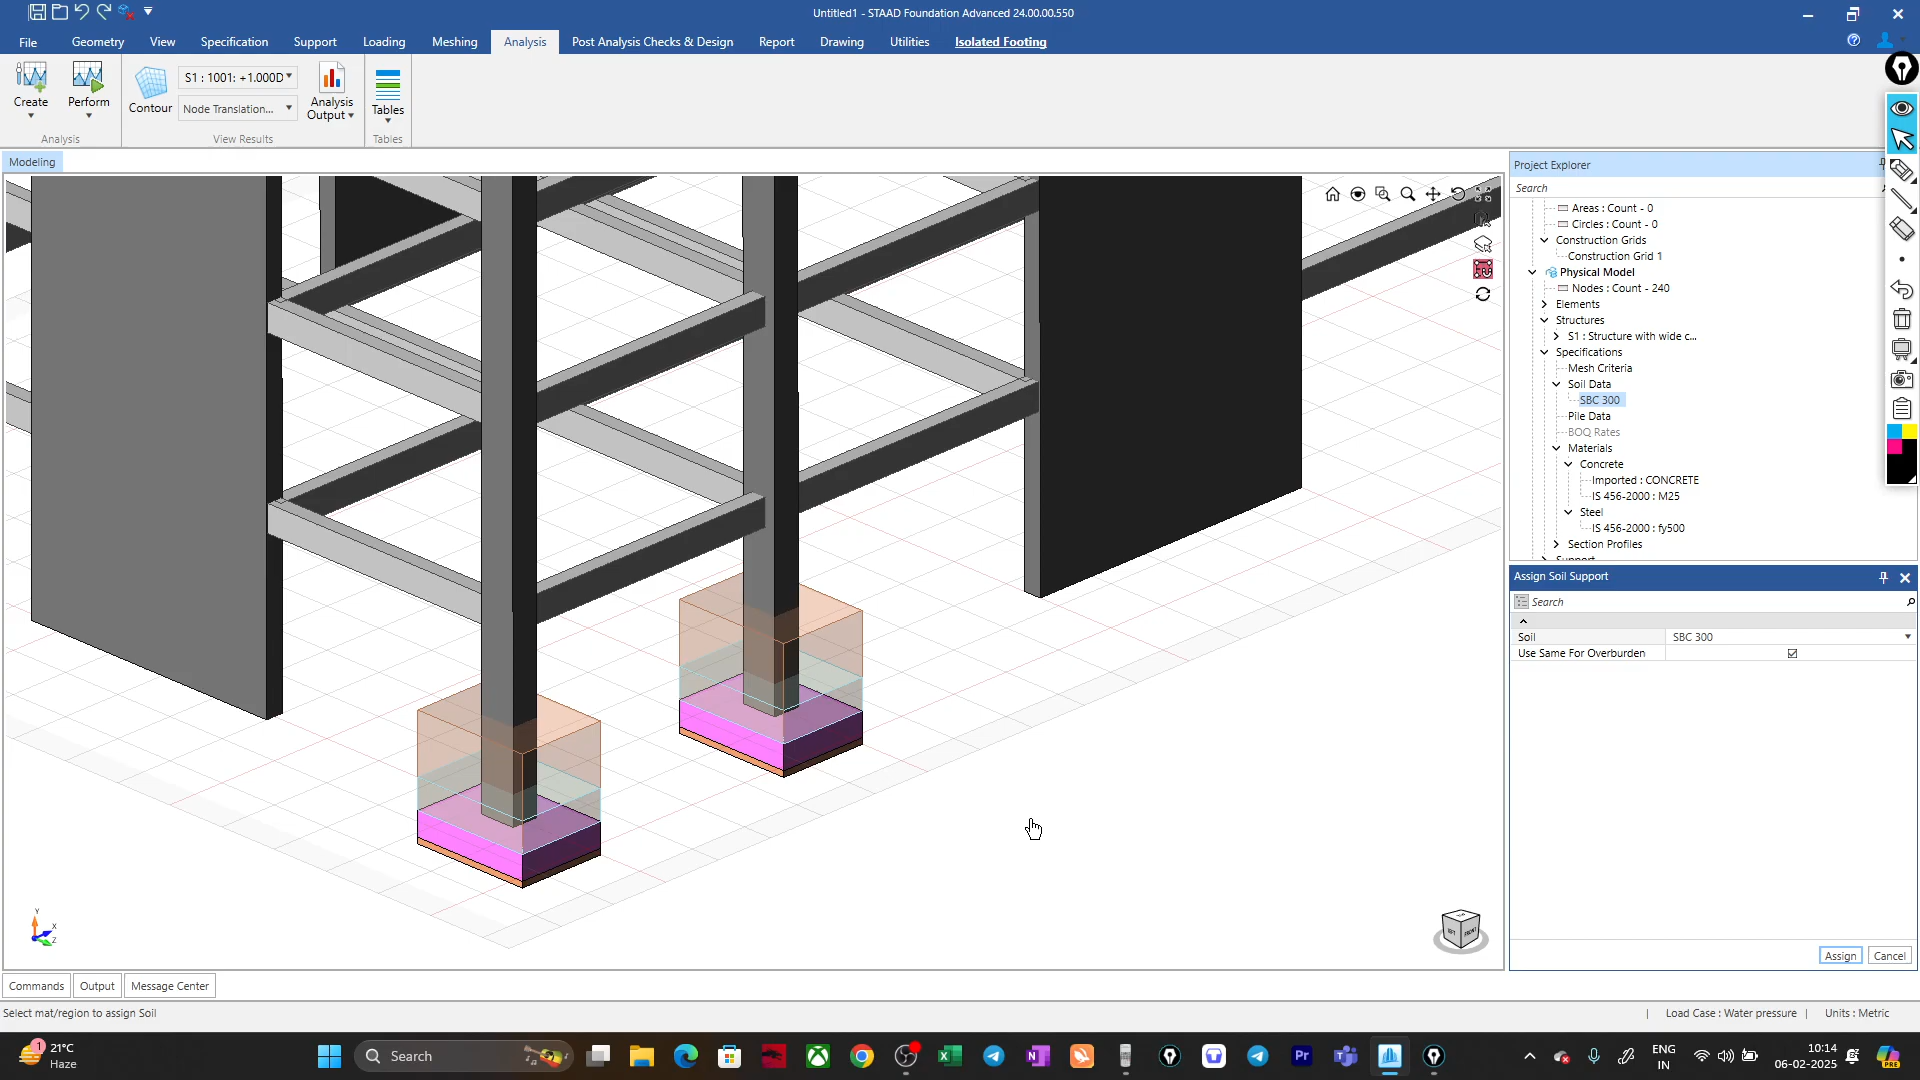 Untitled1 - STAAD Foundation Advanced 24.00.00.550
File Geometry View Specification Support Loading Meshing Analysis Post Analysis Checks & Design Report Drawing Utilities Isolated Footing
Create
Perform
Contour
S1 : 1001: +1.000D
Node Translation...
Analysis
Output
Tables
Analysis
View Results
Tables
Modeling
Project Explorer
Search
Areas : Count - 0
Circles : Count - 0
Construction Grids
Construction Grid 1
Physical Model
Nodes : Count - 240
Elements
Structures
S1 : Structure with wide c...
Specifications
Mesh Criteria
Soil Data
SBC 300
Pile Data
BOQ Rates
Materials
Concrete
Imported : CONCRETE
IS 456-2000 : M25
Steel
IS 456-2000 : fy500
Section Profiles
Support
Assign Soil Support
Search
Soil SBC 300
Use Same For Overburden
Assign Cancel
Y
X
Z
FRONT
Commands Output Message Center
Select mat/region to assign Soil
Load Case : Water pressure | Units : Metric
1
21°C
Haze
Search
ENG
IN
10:14
06-02-2025